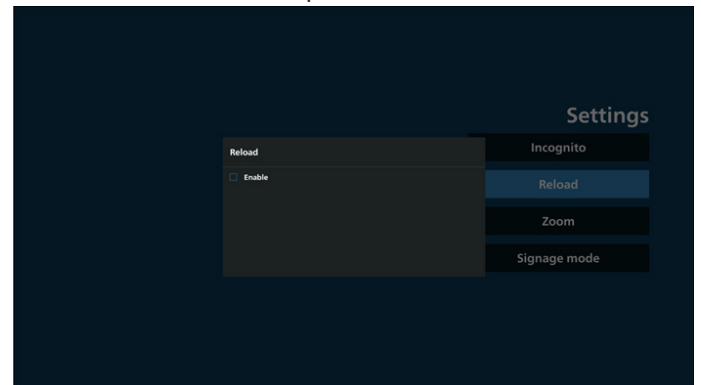 Settings
Incognito
Reload
Zoom
Signage mode
Reload
Enable